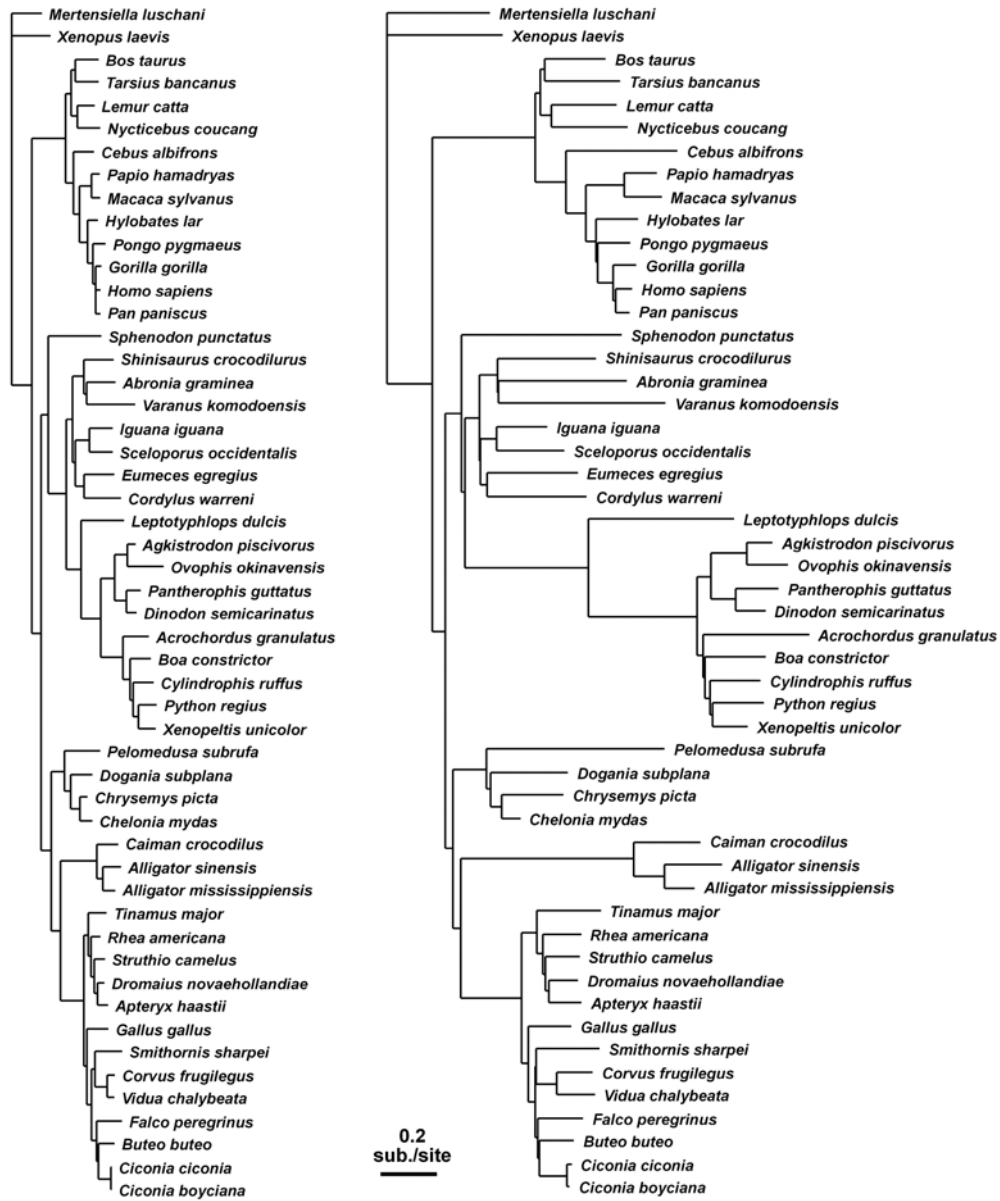 Mertensiella luschani
Xenopus laevis
Bos taurus
Tarsius bancanus
Lemur catta
Nycticebus coucang
Cebus albifrons
Papio hamadryas
Macaca sylvanus
Hylobates lar
Pongo pygmaeus
Gorilla gorilla
Homo sapiens
Pan paniscus
Sphenodon punctatus
Shinisaurus crocodilurus
Abronia graminea
Varanus komodoensis
Iguana iguana
Sceloporus occidentalis
Eumeces egregius
Cordylus warreni
Leptotyphlops dulcis
Agkistrodon piscivorus
Ovophis okinavensis
Pantherophis guttatus
Dinodon semicarinatus
Acrochordus granulatus
Boa constrictor
Cylindrophis ruffus
Python regius
Xenopeltis unicolor
Pelomedusa subrufa
Dogania subplana
Chrysemys picta
Chelonia mydas
Caiman crocodilus
Alligator sinensis
Alligator mississippiensis
Tinamus major
Rhea americana
Struthio camelus
Dromaius novaehollandiae
Apteryx haastii
Gallus gallus
Smithornis sharpei
Corvus frugilegus
Vidua chalybeata
Falco peregrinus
Buteo buteo
Ciconia ciconia
Ciconia boyciana
0.2
sub./site
Mertensiella luschani
Xenopus laevis
Bos taurus
Tarsius bancanus
Lemur catta
Nycticebus coucang
Cebus albifrons
Papio hamadryas
Macaca sylvanus
Hylobates lar
Pongo pygmaeus
Gorilla gorilla
Homo sapiens
Pan paniscus
Sphenodon punctatus
Shinisaurus crocodilurus
Abronia graminea
Varanus komodoensis
Iguana iguana
Sceloporus occidentalis
Eumeces egregius
Cordylus warreni
Leptotyphlops dulcis
Agkistrodon piscivorus
Ovophis okinavensis
Pantherophis guttatus
Dinodon semicarinatus
Acrochordus granulatus
Boa constrictor
Cylindrophis ruffus
Python regius
Xenopeltis unicolor
Pelomedusa subrufa
Dogania subplana
Chrysemys picta
Chelonia mydas
Caiman crocodilus
Alligator sinensis
Alligator mississippiensis
Tinamus major
Rhea americana
Struthio camelus
Dromaius novaehollandiae
Apteryx haastii
Gallus gallus
Smithornis sharpei
Corvus frugilegus
Vidua chalybeata
Falco peregrinus
Buteo buteo
Ciconia ciconia
Ciconia boyciana